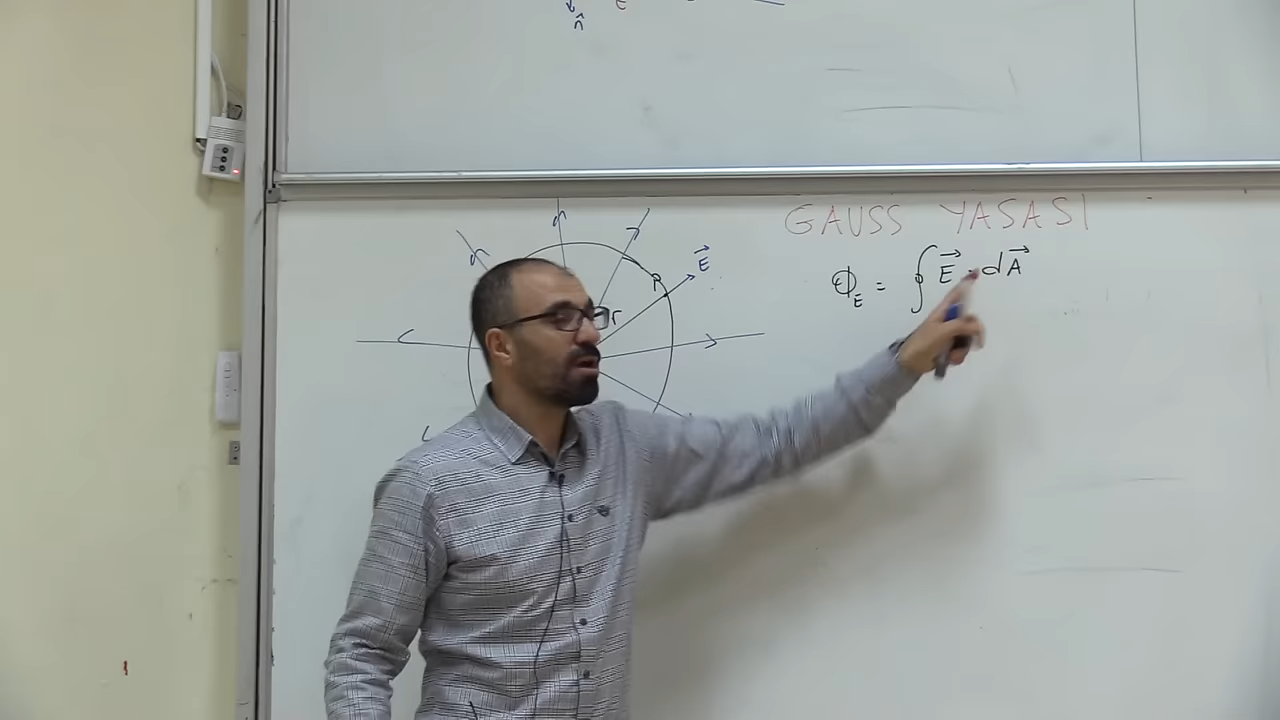 n̂ E
GAUSS YASASI
Φ_E = ∮ E⃗ · dA⃗
E⃗
P
r